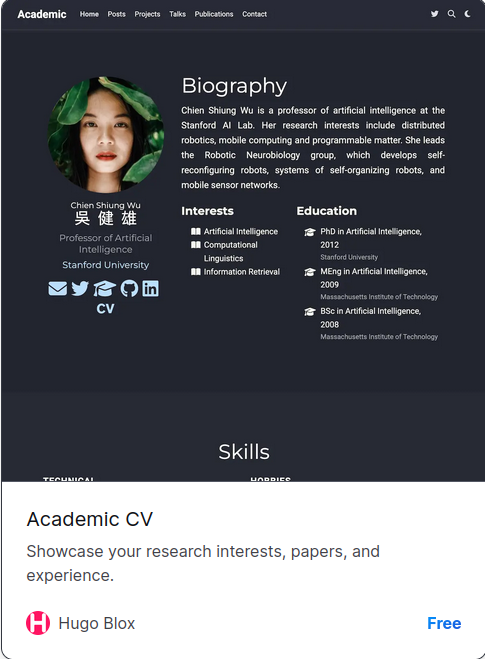 Academic Home Posts Projects Talks Publications Contact
Biography
Chien Shiung Wu is a professor of artificial intelligence at the
Stanford AI Lab. Her research interests include distributed
robotics, mobile computing and programmable matter. She leads
the Robotic Neurobiology group, which develops self-
reconfiguring robots, systems of self-organizing robots, and
mobile sensor networks.
Chien Shiung Wu
吳健雄
Professor of Artificial
Intelligence
Stanford University
CV
Interests
Artificial Intelligence
Computational
Linguistics
Information Retrieval
Education
PhD in Artificial Intelligence,
2012
Stanford University
MEng in Artificial Intelligence,
2009
Massachusetts Institute of Technology
BSc in Artificial Intelligence,
2008
Massachusetts Institute of Technology
Skills
TECHNICAL
HOBBIES
Academic CV
Showcase your research interests, papers, and
experience.
Hugo Blox
Free